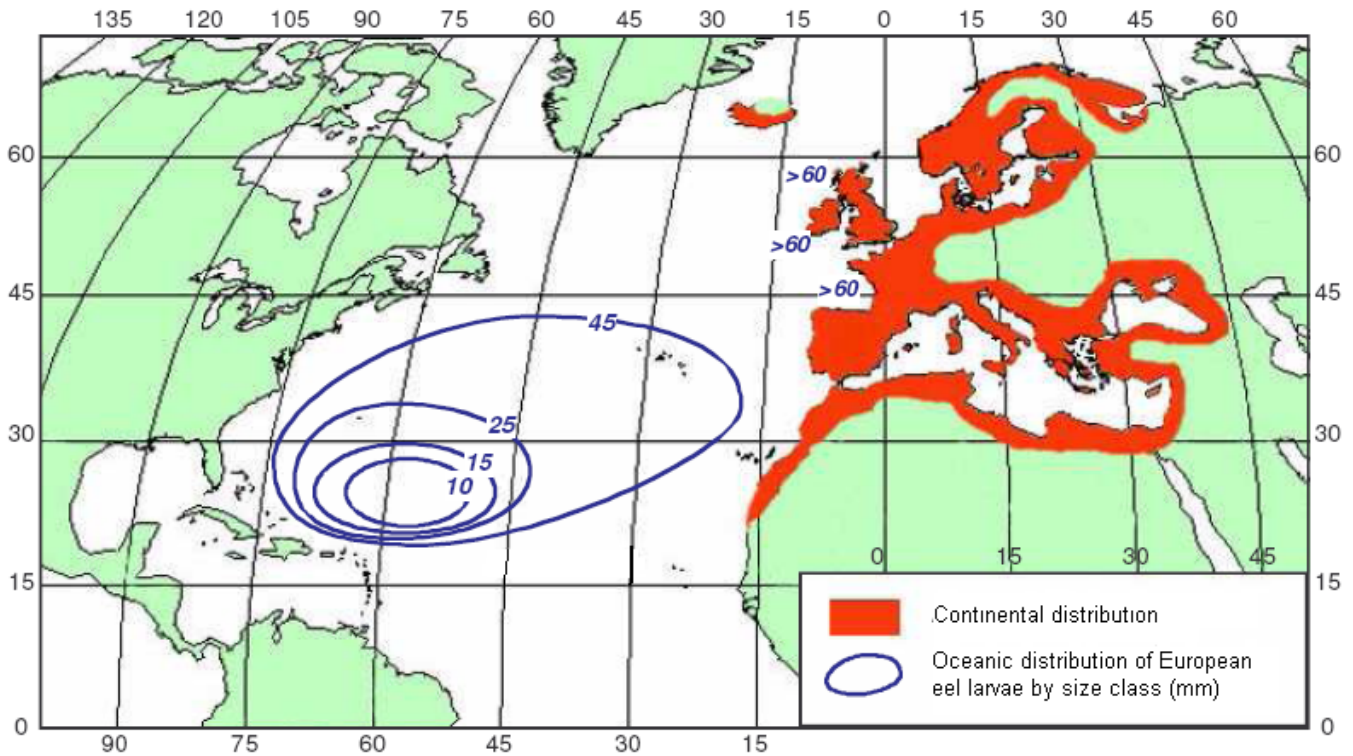 135 120 105 90 75 60 45 30 15 0 15 30 45 60
60 >60 60
>60
45 >60 45
45
30 25 30
15
10
0 15 30 45
15 15
Continental distribution
Oceanic distribution of European
eel larvae by size class (mm)
0 0
90 75 60 45 30 15